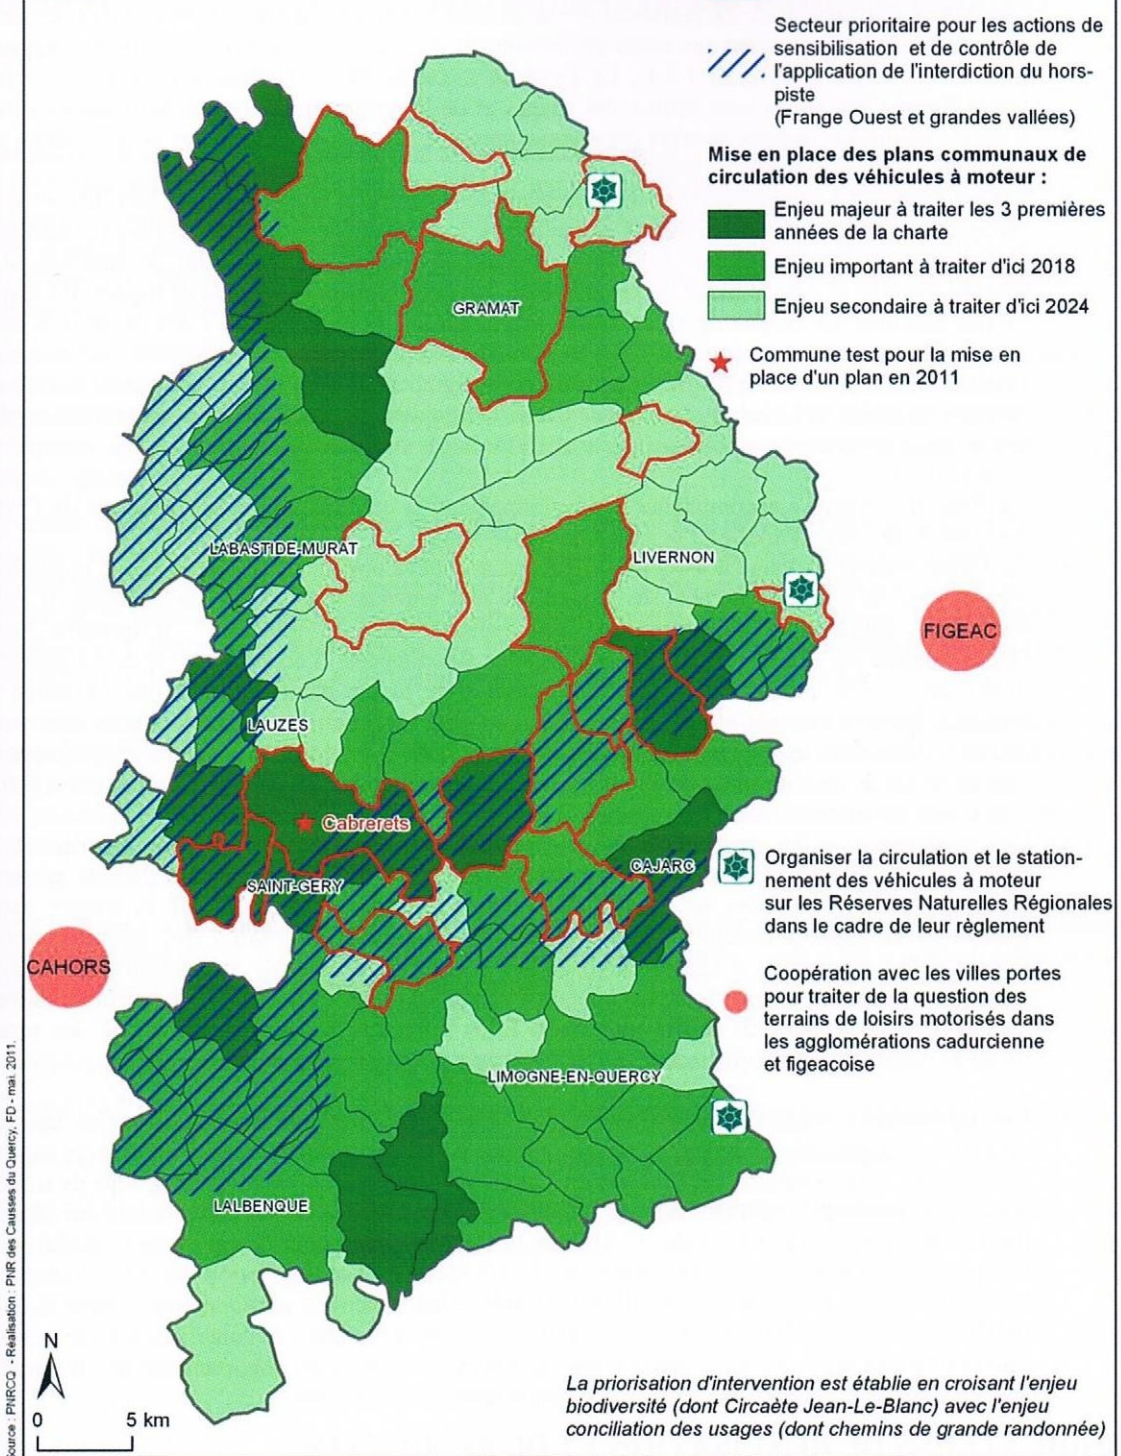 Secteur prioritaire pour les actions de
sensibilisation et de contrôle de
l'application de l'interdiction du hors-
piste
(Frange Ouest et grandes vallées)
Mise en place des plans communaux de
circulation des véhicules à moteur :
Enjeu majeur à traiter les 3 premières
années de la charte
Enjeu important à traiter d'ici 2018
Enjeu secondaire à traiter d'ici 2024
Commune test pour la mise en
place d'un plan en 2011
GRAMAT
LABASTIDE-MURAT
LIVERNON
FIGEAC
LAUZES
Cabrerets
CAJARC
SAINT-GERY
CAHORS
LIMOGNE-EN-QUERCY
LALBENQUE
Organiser la circulation et le station-
nement des véhicules à moteur
sur les Réserves Naturelles Régionales
dans le cadre de leur règlement
Coopération avec les villes portes
pour traiter de la question des
terrains de loisirs motorisés dans
les agglomérations cadurcienne
et figeacoise
N
0 5 km
La priorisation d'intervention est établie en croisant l'enjeu
biodiversité (dont Circaète Jean-Le-Blanc) avec l'enjeu
conciliation des usages (dont chemins de grande randonnée)
Source : PNRCQ - Réalisation : PNR des Causses du Quercy, FD - mai. 2011.